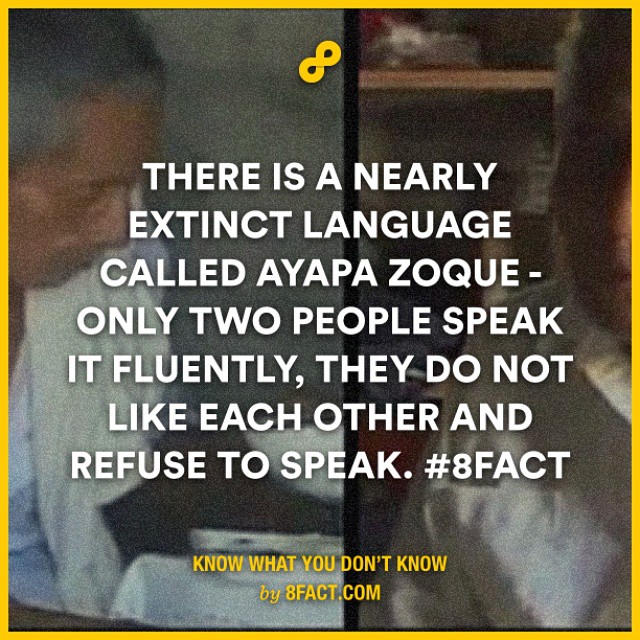 THERE IS A NEARLY
EXTINCT LANGUAGE
CALLED AYAPA ZOQUE -
ONLY TWO PEOPLE SPEAK
IT FLUENTLY, THEY DO NOT
LIKE EACH OTHER AND
REFUSE TO SPEAK. #8FACT
KNOW WHAT YOU DON'T KNOW
by 8FACT.COM